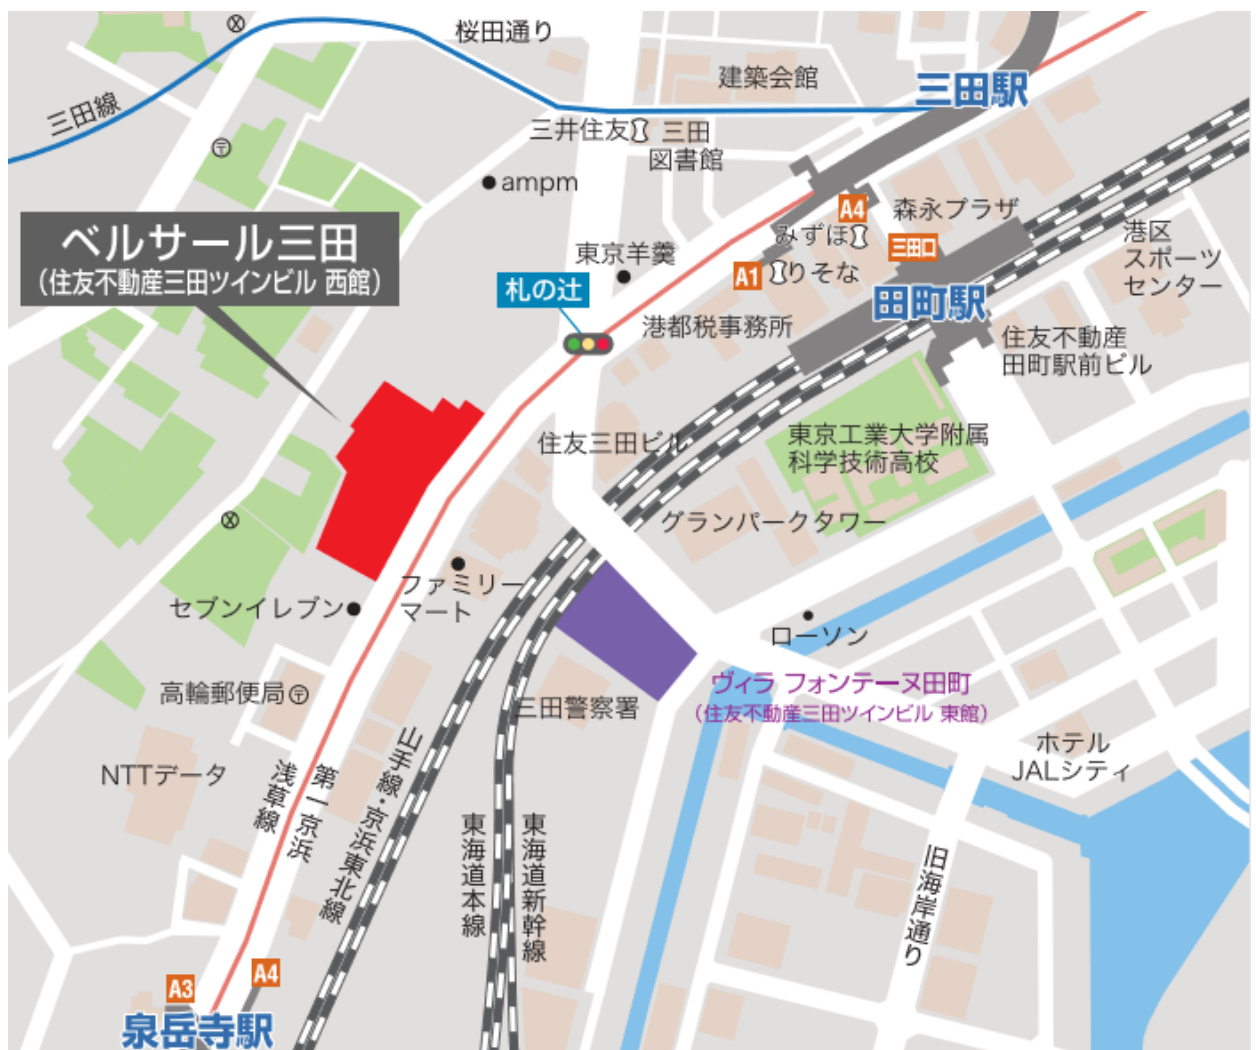 桜田通り
建築会館
三田駅
三田線
三井住友
三田
図書館
ampm
A4
森永プラザ
みずほ
三田口
港区
スポーツ
センター
ベルサール三田
（住友不動産三田ツインビル 西館）
東京羊羹
A1
りそな
札の辻
田町駅
港都税事務所
住友不動産
田町駅前ビル
住友三田ビル
東京工業大学附属
科学技術高校
グランパークタワー
ファミリー
マート
セブンイレブン
ローソン
高輪郵便局
三田警察署
ヴィラ フォンテーヌ田町
（住友不動産三田ツインビル 東館）
ホテル
JALシティ
NTTデータ
浅草線
第一京浜
山手線・京浜東北線
東海道本線
東海道新幹線
旧海岸通り
A3
A4
泉岳寺駅